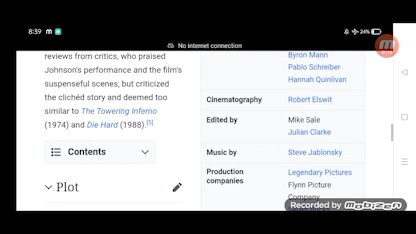 8:39
24%
No internet connection
reviews from critics, who praised
Johnson's performance and the film's
suspenseful scenes, but criticized
the clichéd story and deemed too
similar to The Towering Inferno
(1974) and Die Hard (1988).[5]
Contents
Plot
Byron Mann
Pablo Schreiber
Hannah Quinlivan
Cinematography Robert Elswit
Edited by Mike Sale
Julian Clarke
Music by Steve Jablonsky
Production Legendary Pictures
companies Flynn Picture
Company
Recorded by Mobizen